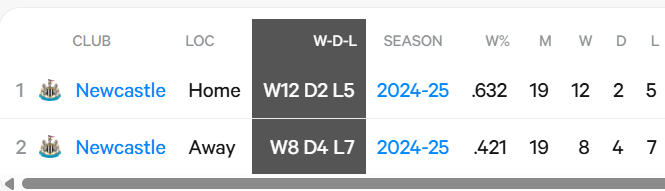 CLUB LOC W-D-L SEASON W% M W D L
1 Newcastle Home W12 D2 L5 2024-25 .632 19 12 2 5
2 Newcastle Away W8 D4 L7 2024-25 .421 19 8 4 7